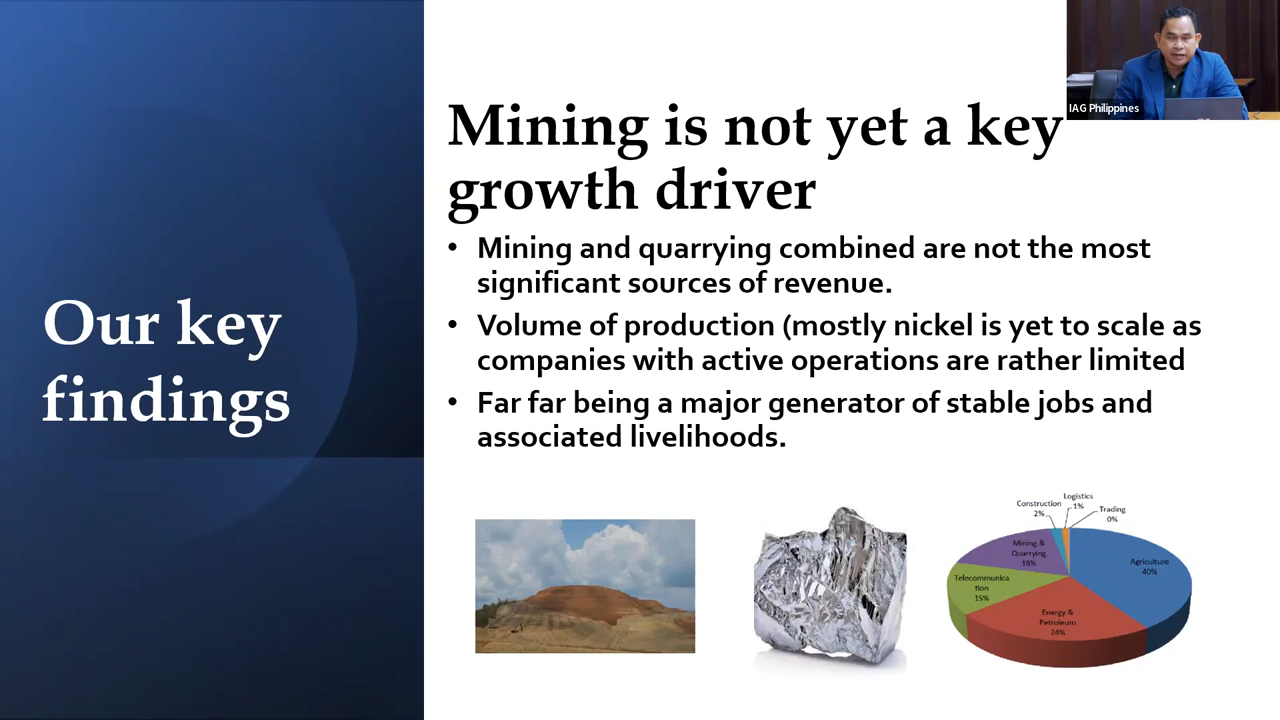 IAG Philippines
Mining is not yet a key
growth driver
Our key
findings
• Mining and quarrying combined are not the most
significant sources of revenue.
• Volume of production (mostly nickel is yet to scale as
companies with active operations are rather limited
• Far far being a major generator of stable jobs and
associated livelihoods.
Construction
2%
Logistics
1%
Trading
0%
Mining &
Quarrying
18%
Agriculture
40%
Telecommunica
tion
15%
Energy &
Petroleum
24%